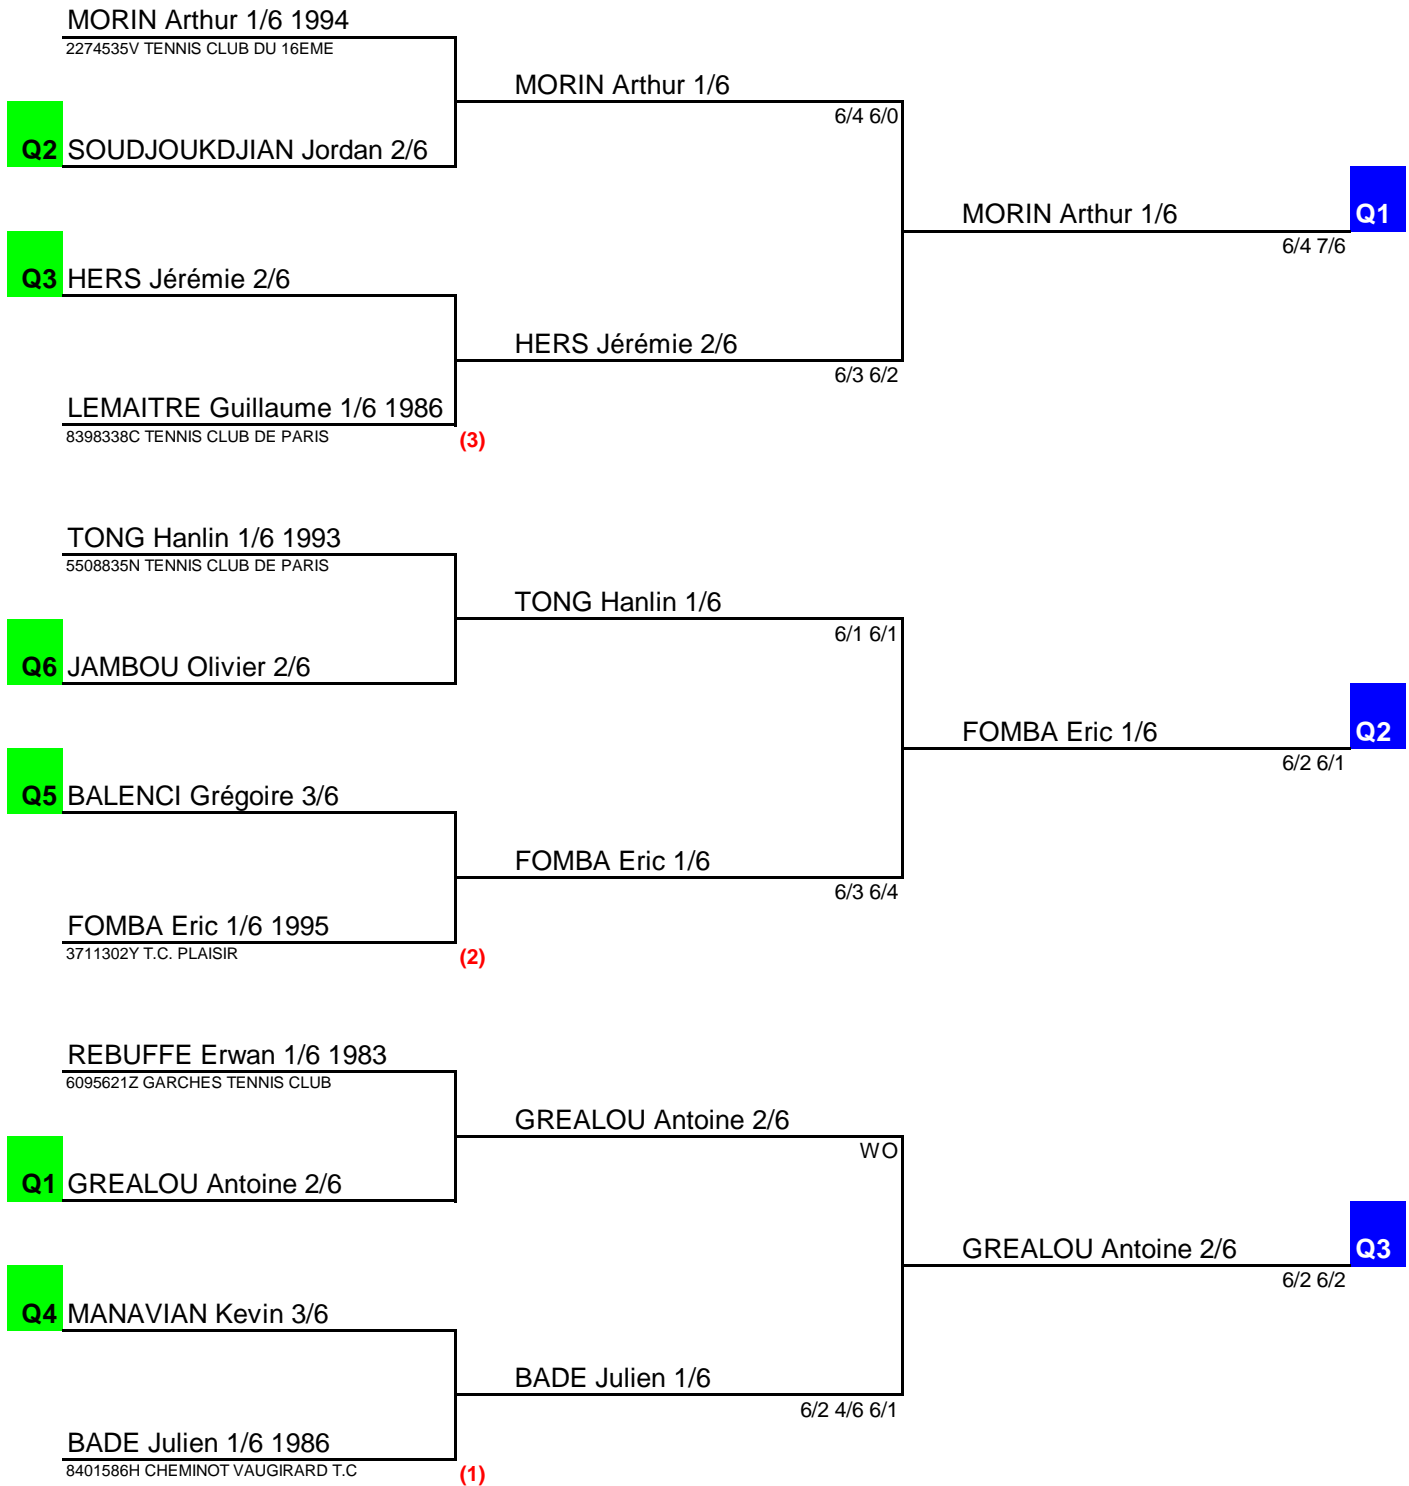 MORIN Arthur 1/6 1994
2274535V TENNIS CLUB DU 16EME
MORIN Arthur 1/6
6/4 6/0
Q2 SOUDJOUKDJIAN Jordan 2/6
MORIN Arthur 1/6 Q1
6/4 7/6
Q3 HERS Jérémie 2/6
HERS Jérémie 2/6
6/3 6/2
LEMAITRE Guillaume 1/6 1986
8398338C TENNIS CLUB DE PARIS (3)
TONG Hanlin 1/6 1993
5508835N TENNIS CLUB DE PARIS
TONG Hanlin 1/6
6/1 6/1
Q6 JAMBOU Olivier 2/6
FOMBA Eric 1/6 Q2
6/2 6/1
Q5 BALENCI Grégoire 3/6
FOMBA Eric 1/6
6/3 6/4
FOMBA Eric 1/6 1995
3711302Y T.C. PLAISIR (2)
REBUFFE Erwan 1/6 1983
6095621Z GARCHES TENNIS CLUB
GREALOU Antoine 2/6
WO
Q1 GREALOU Antoine 2/6
GREALOU Antoine 2/6 Q3
6/2 6/2
Q4 MANAVIAN Kevin 3/6
BADE Julien 1/6
6/2 4/6 6/1
BADE Julien 1/6 1986
8401586H CHEMINOT VAUGIRARD T.C (1)